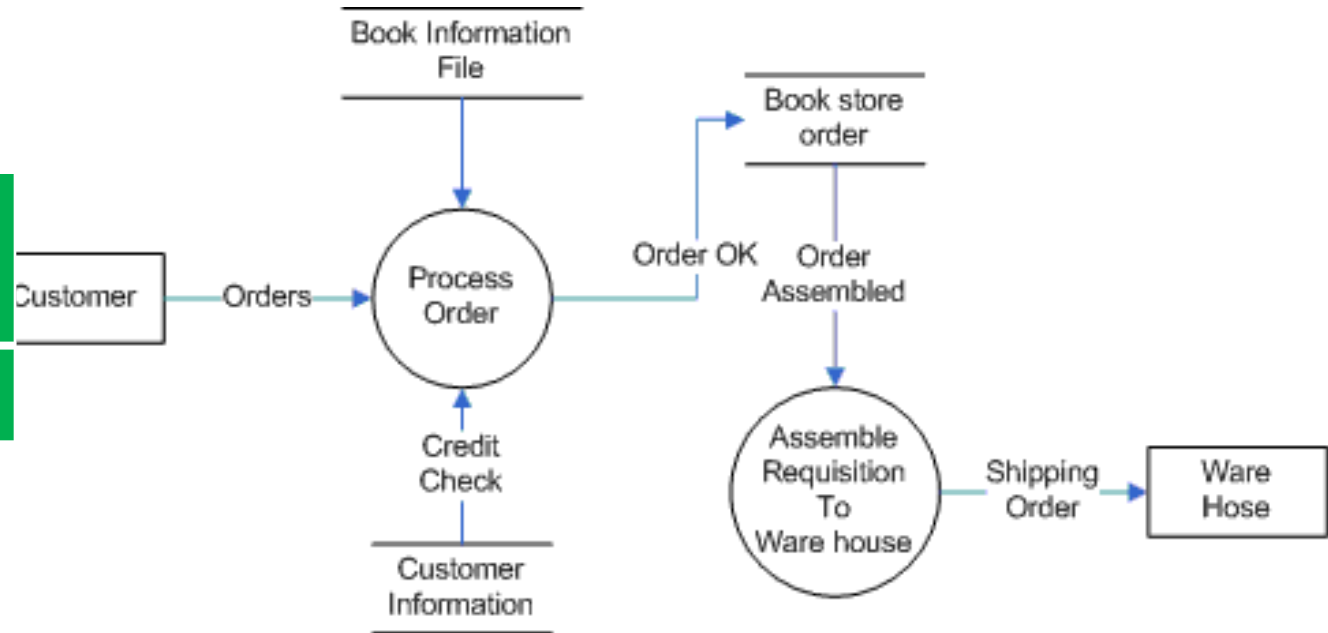 Book Information
File
Book store
order
Order OK
Order
Assembled
Customer
Orders
Process
Order
Credit
Check
Customer
Information
Assemble
Requisition
To
Ware house
Shipping
Order
Ware
Hose